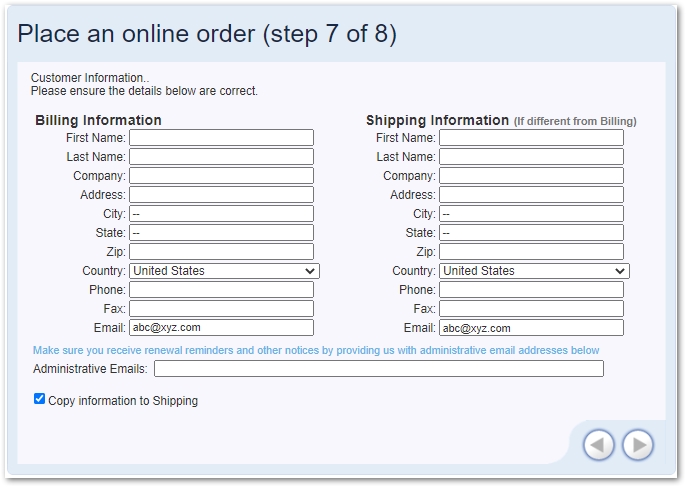 Place an online order (step 7 of 8)
Customer Information..
Please ensure the details below are correct.
Billing Information
First Name:
Last Name:
Company:
Address:
City: --
State: --
Zip:
Country: United States
Phone:
Fax:
Email: abc@xyz.com
Shipping Information (If different from Billing)
First Name:
Last Name:
Company:
Address:
City: --
State: --
Zip:
Country: United States
Phone:
Fax:
Email: abc@xyz.com
Make sure you receive renewal reminders and other notices by providing us with administrative email addresses below
Administrative Emails:
Copy information to Shipping